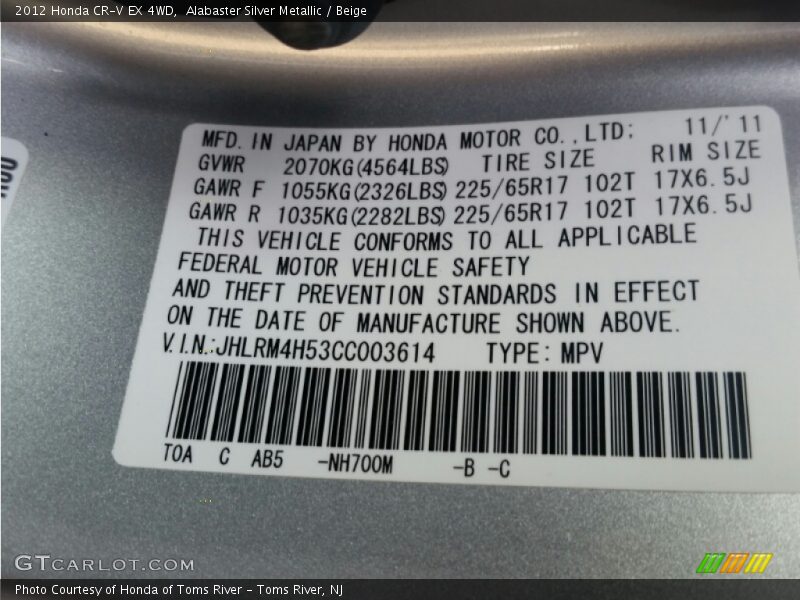 2012 Honda CR-V EX 4WD,  Alabaster Silver Metallic / Beige
MFD. IN JAPAN BY HONDA MOTOR CO.,LTD: 11/'11
GVWR 2070KG(4564LBS) TIRE SIZE RIM SIZE
GAWR F 1055KG(2326LBS) 225/65R17 102T 17X6.5J
GAWR R 1035KG(2282LBS) 225/65R17 102T 17X6.5J
THIS VEHICLE CONFORMS TO ALL APPLICABLE
FEDERAL MOTOR VEHICLE SAFETY
AND THEFT PREVENTION STANDARDS IN EFFECT
ON THE DATE OF MANUFACTURE SHOWN ABOVE.
V.I.N.:JHLRM4H53CC003614 TYPE: MPV
TOA C AB5 -NH700M -B -C
GTCARLOT.COM
Photo Courtesy of Honda of Toms River - Toms River, NJ